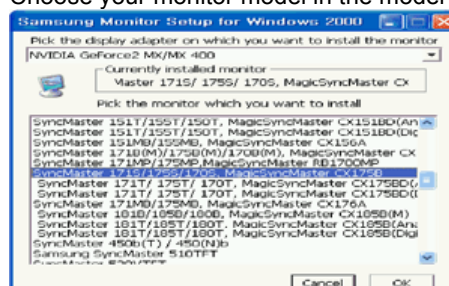 Choose your monitor model in the model
Samsung Monitor Setup for Windows 2000
Pick the display adapter on which you want to install the monitor
NVIDIA GeForce2 MX/MX 400
Currently installed monitor
Master 171S/ 175S/ 170S, MagicSyncMaster CX
Pick the monitor which you want to install
SyncMaster 151T/155T/150T, MagicSyncMaster CX151BD(An
SyncMaster 151T/155T/150T, MagicSyncMaster CX151BD(Dig
SyncMaster 151MB/155MB, MagicSyncMaster CX156A
SyncMaster 171B(M)/175B(M)/170B(M), MagicSyncMaster CX
SyncMaster 171MP/175MP,MagicSyncMaster RB1700MP
SyncMaster 171S/175S/170S, MagicSyncMaster CX175B
SyncMaster 171T/ 175T/ 170T, MagicSyncMaster CX175BD(
SyncMaster 171T/ 175T/ 170T, MagicSyncMaster CX175BD(
SyncMaster 171MB/175MB, MagicSyncMaster CX176A
SyncMaster 181B/185B/180B, MagicSyncMaster CX185B(M)
SyncMaster 181T/185T/180T, MagicSyncMaster CX185B(Ana
SyncMaster 181T/185T/180T, MagicSyncMaster CX185B(Digi
SyncMaster 450b(T) / 450(N)b
Samsung SyncMaster 510TFT
Cancel OK